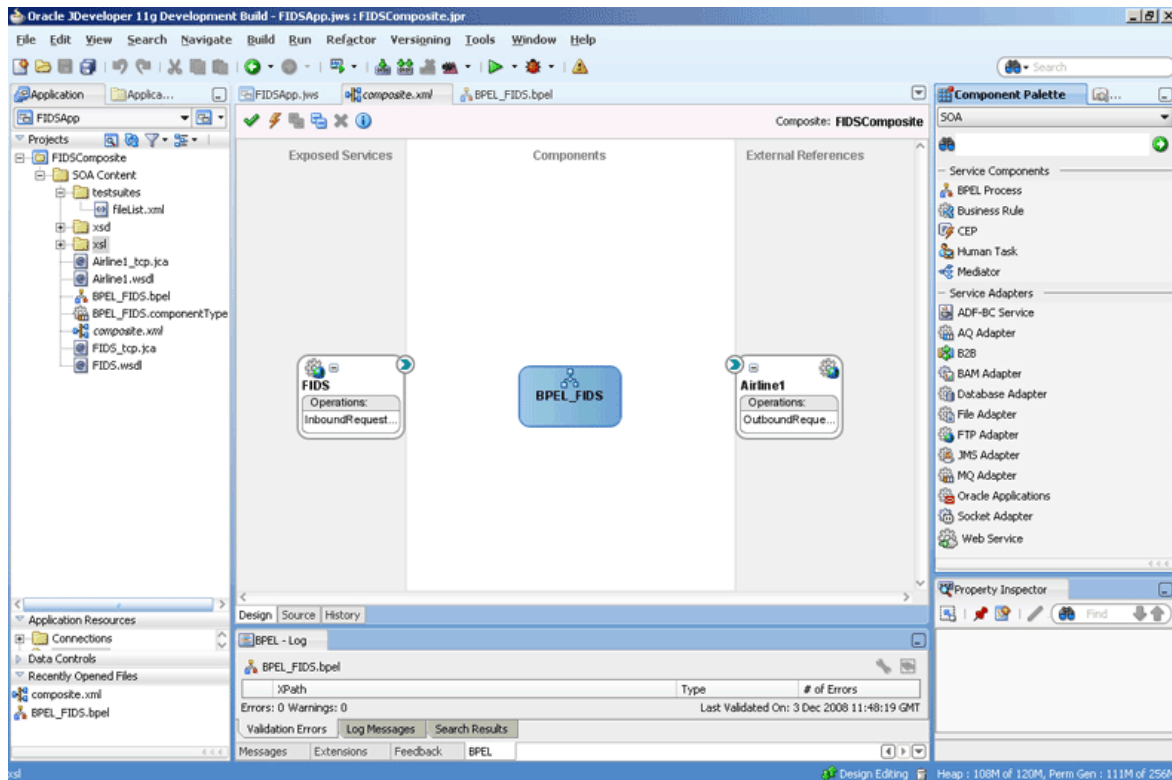 Oracle JDeveloper 11g Development Build - FIDSApp.jws : FIDSComposite.jpr
File Edit View Search Navigate Build Run Refactor Versioning Tools Window Help
Search
Application Applica...
FIDSApp
Projects
FIDSComposite
SOA Content
testsuites
fileList.xml
xsd
xsl
Airline1_tcp.jca
Airline1.wsdl
BPEL_FIDS.bpel
BPEL_FIDS.componentType
composite.xml
FIDS_tcp.jca
FIDS.wsdl
Application Resources
Connections
Data Controls
Recently Opened Files
composite.xml
BPEL_FIDS.bpel
FIDSApp.jws composite.xml BPEL_FIDS.bpel
Composite: FIDSComposite
Exposed Services Components External References
FIDS
Operations:
InboundRequest...
BPEL_FIDS
Airline1
Operations:
OutboundReque...
Design Source History
BPEL - Log
BPEL_FIDS.bpel
XPath Type # of Errors
Errors: 0 Warnings: 0 Last Validated On: 3 Dec 2008 11:48:19 GMT
Validation Errors Log Messages Search Results
Messages Extensions Feedback BPEL
Component Palette
SOA
Service Components
BPEL Process
Business Rule
CEP
Human Task
Mediator
Service Adapters
ADF-BC Service
AQ Adapter
B2B
BAM Adapter
Database Adapter
File Adapter
FTP Adapter
JMS Adapter
MQ Adapter
Oracle Applications
Socket Adapter
Web Service
Property Inspector
Find
xsl Design Editing Heap : 108M of 120M, Perm Gen : 111M of 256M